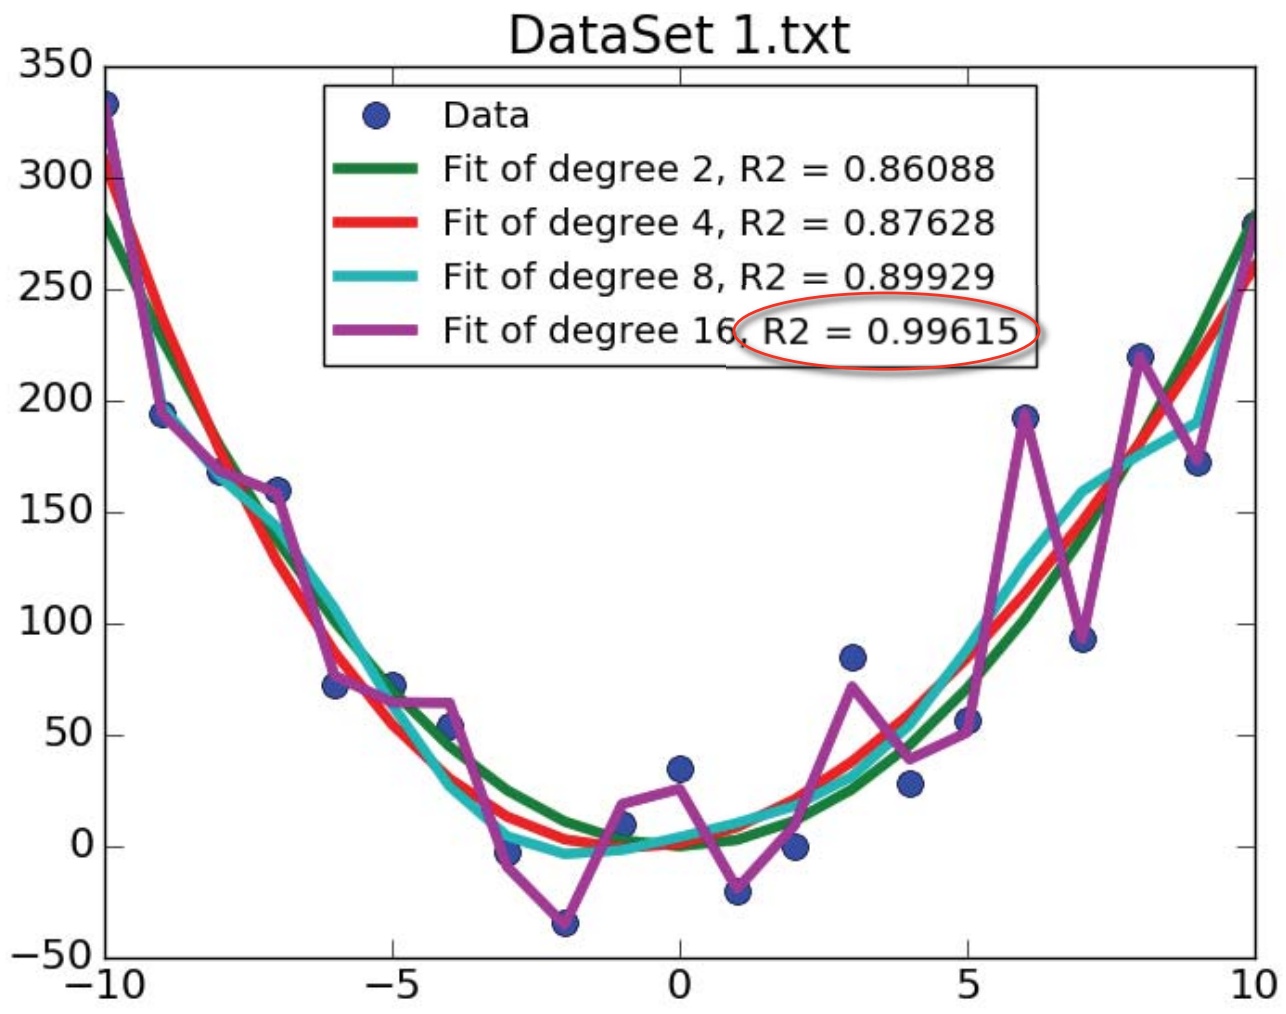 DataSet 1.txt
350
300
250
200
150
100
50
0
−50
Data
Fit of degree 2, R2 = 0.86088
Fit of degree 4, R2 = 0.87628
Fit of degree 8, R2 = 0.89929
Fit of degree 16, R2 = 0.99615
−10
−5
0
5
10